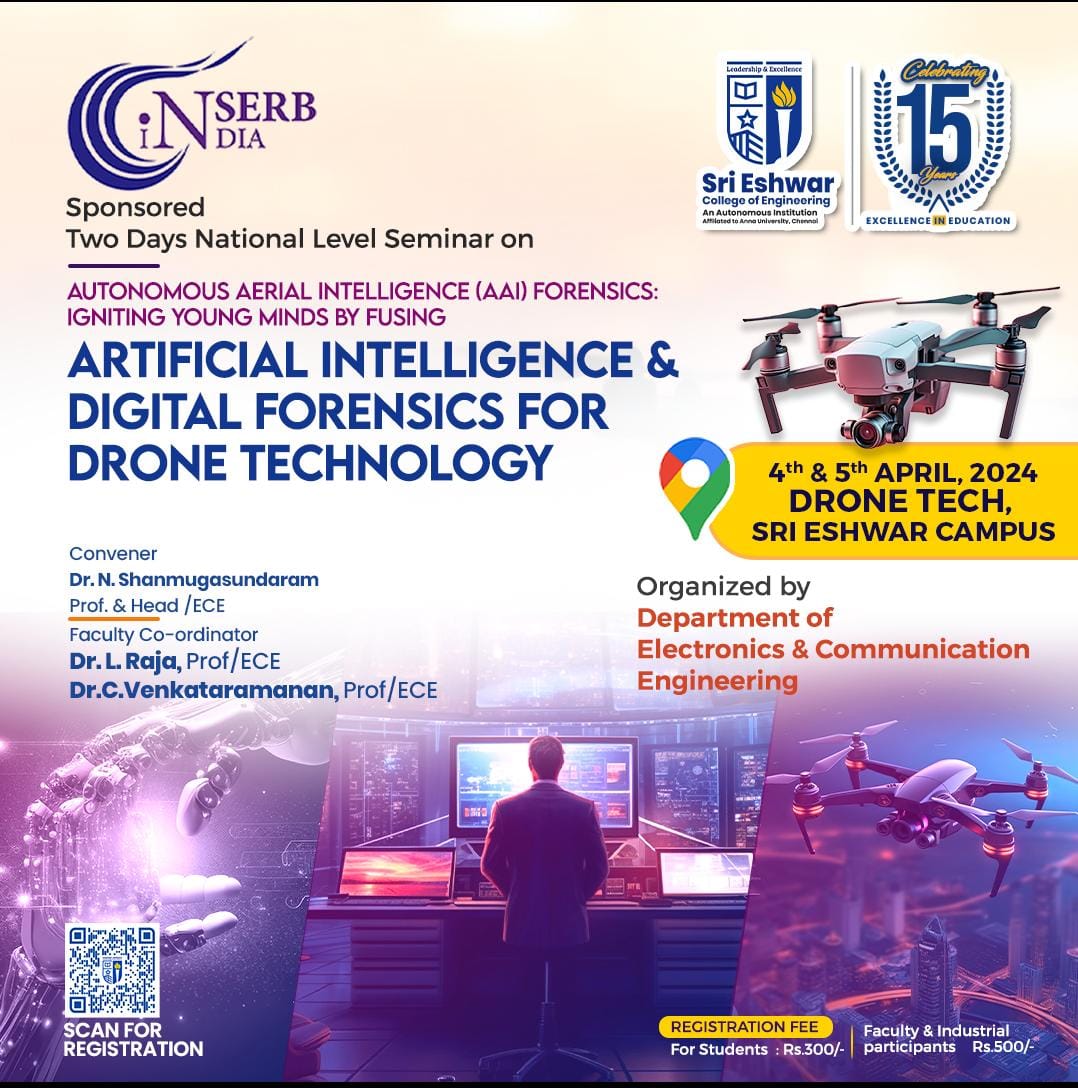 iNSERB
iNDIA
Leadership & Excellence
Sri Eshwar
College of Engineering
An Autonomous Institution
Affiliated to Anna University, Chennai
Celebrating
15
Years
EXCELLENCE IN EDUCATION
Sponsored
Two Days National Level Seminar on
AUTONOMOUS AERIAL INTELLIGENCE (AAI) FORENSICS:
IGNITING YOUNG MINDS BY FUSING
ARTIFICIAL INTELLIGENCE &
DIGITAL FORENSICS FOR
DRONE TECHNOLOGY
4th & 5th APRIL, 2024
DRONE TECH,
SRI ESHWAR CAMPUS
Convener
Dr. N. Shanmugasundaram
Prof. & Head /ECE
Faculty Co-ordinator
Dr. L. Raja, Prof/ECE
Dr.C.Venkataramanan, Prof/ECE
Organized by
Department of
Electronics & Communication
Engineering
SCAN FOR
REGISTRATION
REGISTRATION FEE
For Students : Rs.300/-
Faculty & Industrial
participants Rs.500/-